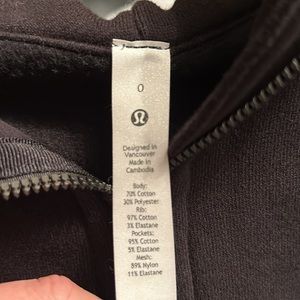 0
Designed in
Vancouver
Made in
Cambodia
Body:
70% Cotton
30% Polyester
Rib:
97% Cotton
3% Elastane
Pockets:
95% Cotton
5% Elastane
Mesh:
89% Nylon
11% Elastane